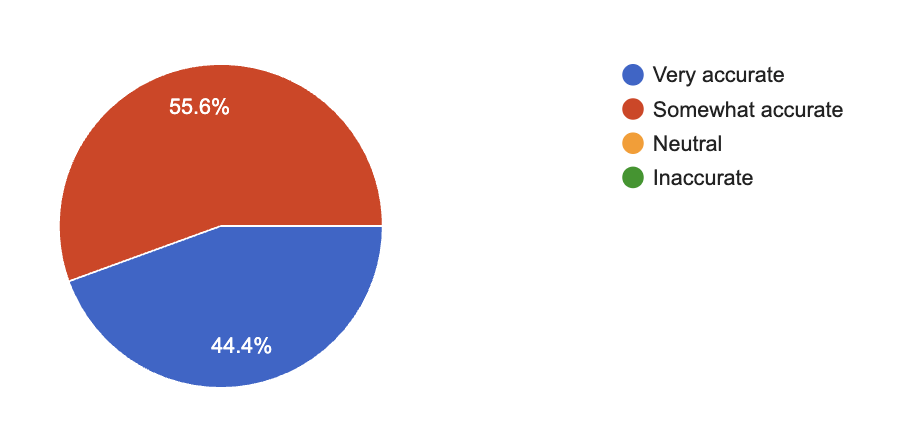 55.6%
44.4%
Very accurate
Somewhat accurate
Neutral
Inaccurate